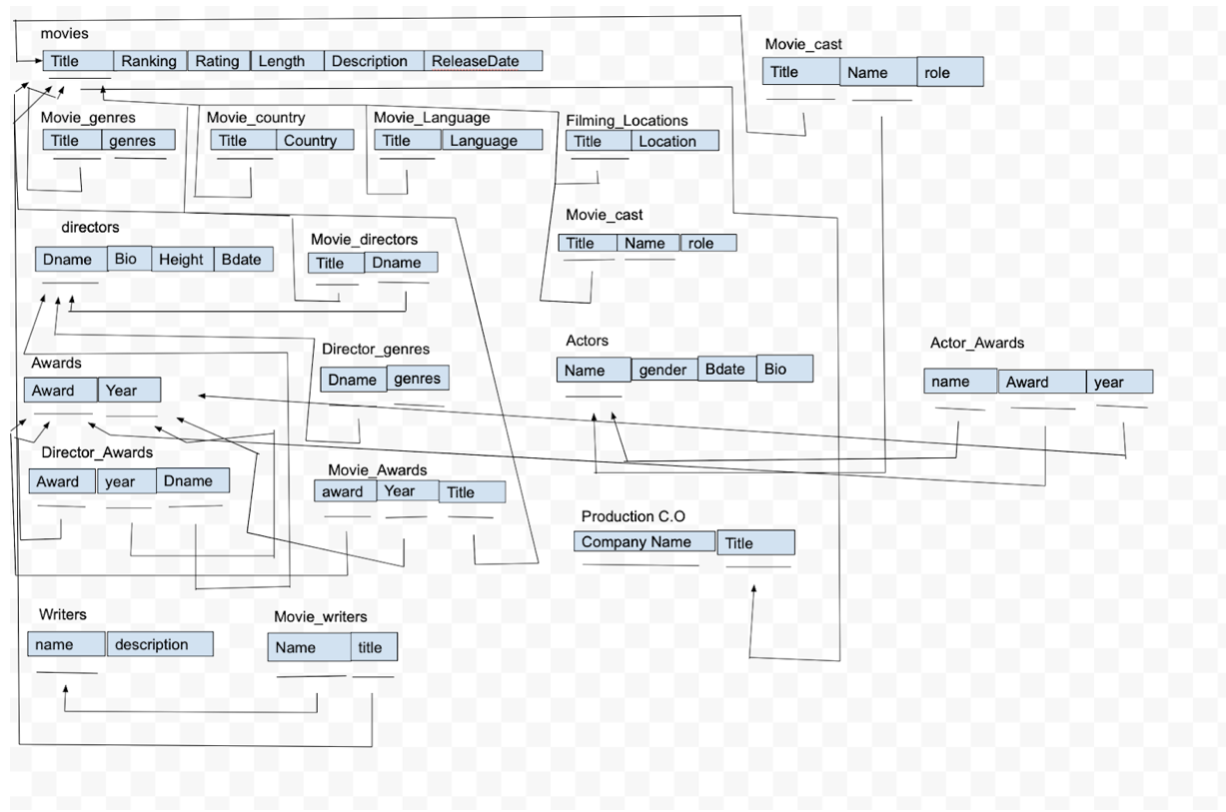 movies
Title Ranking Rating Length Description ReleaseDate
Movie_cast
Title Name role
Movie_genres
Title genres
Movie_country
Title Country
Movie_Language
Title Language
Filming_Locations
Title Location
directors
Dname Bio Height Bdate
Movie_directors
Title Dname
Movie_cast
Title Name role
Awards
Award Year
Director_genres
Dname genres
Actors
Name gender Bdate Bio
Actor_Awards
name Award year
Director_Awards
Award year Dname
Movie_Awards
award Year Title
Production C.O
Company Name Title
Writers
name description
Movie_writers
Name title